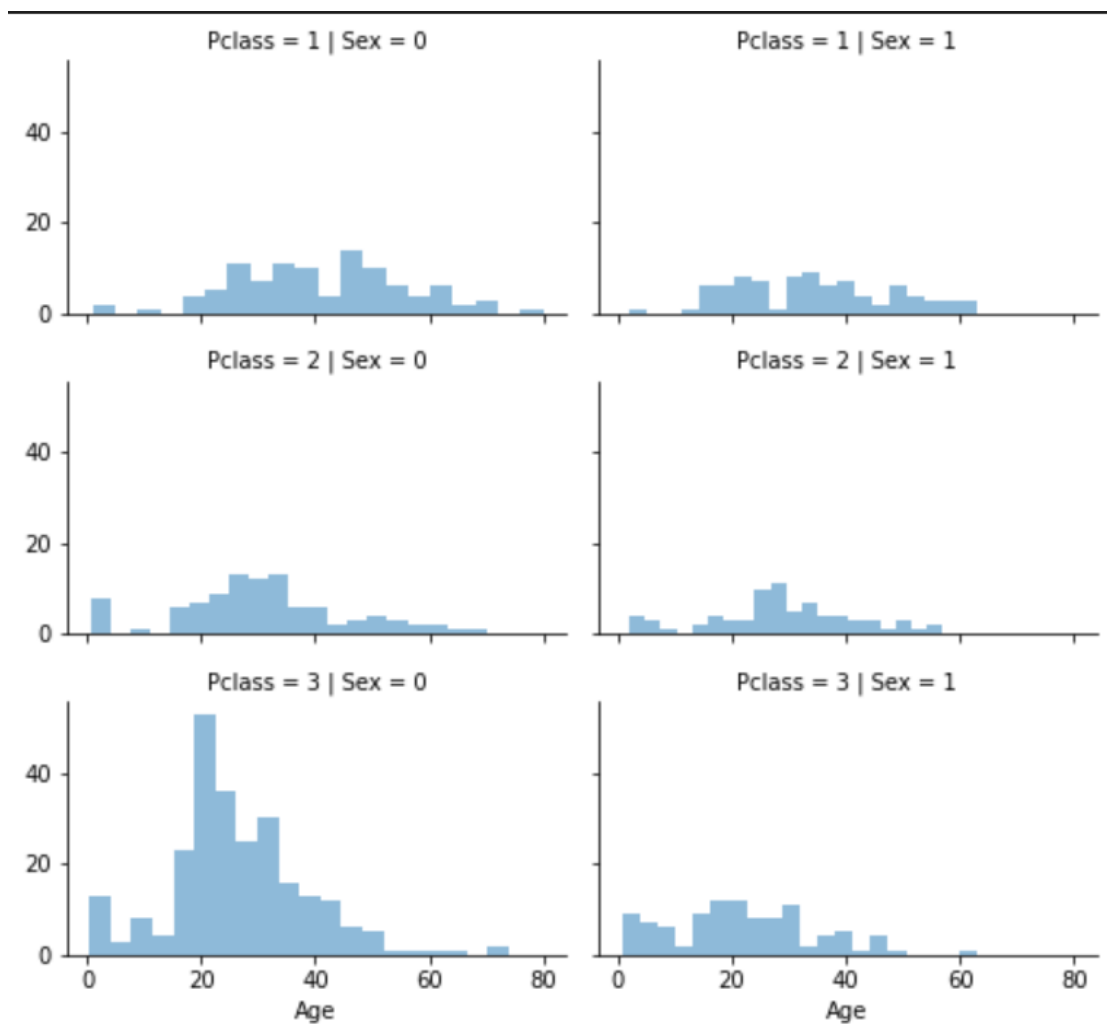 Pclass = 1 | Sex = 0
Pclass = 1 | Sex = 1
40
20
0
Pclass = 2 | Sex = 0
Pclass = 2 | Sex = 1
40
20
0
Pclass = 3 | Sex = 0
Pclass = 3 | Sex = 1
40
20
0
0 20 40 60 80
0 20 40 60 80
Age
Age